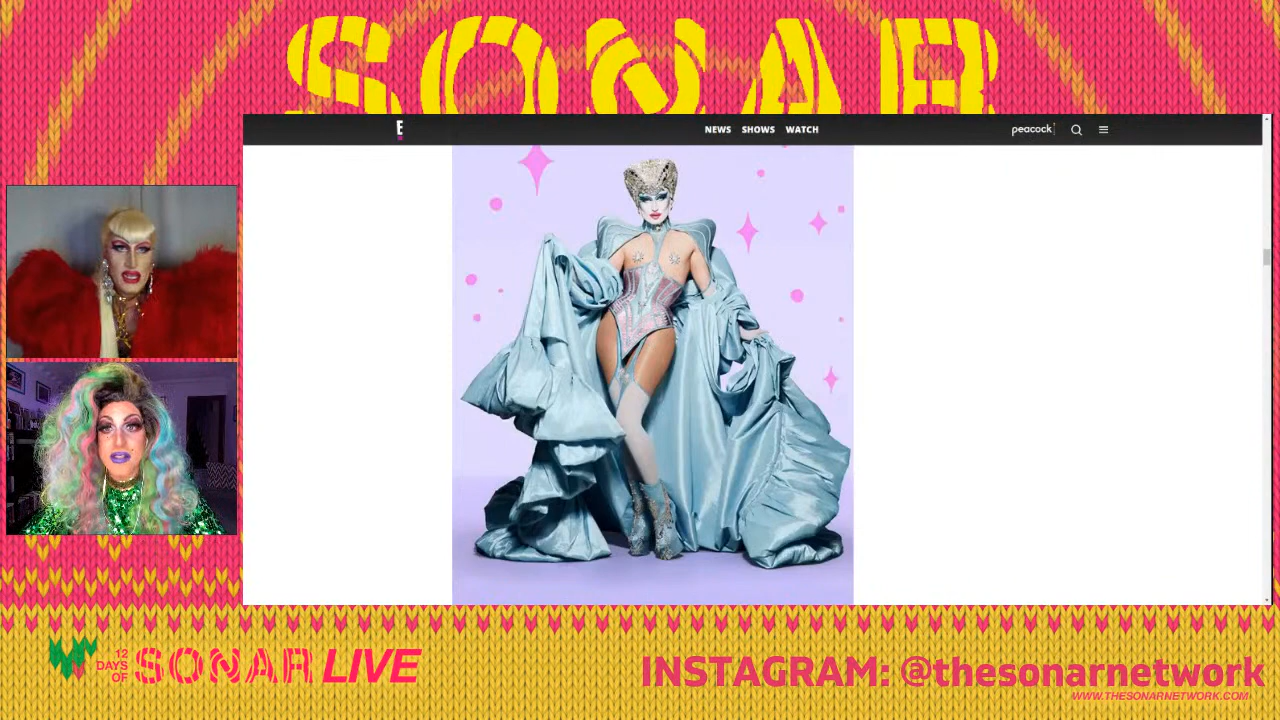 SONAR
E
NEWS SHOWS WATCH
peacock
12
DAYS
OF
SONAR LIVE
INSTAGRAM: @thesonarnetwork
WWW.THESONARNETWORK.COM